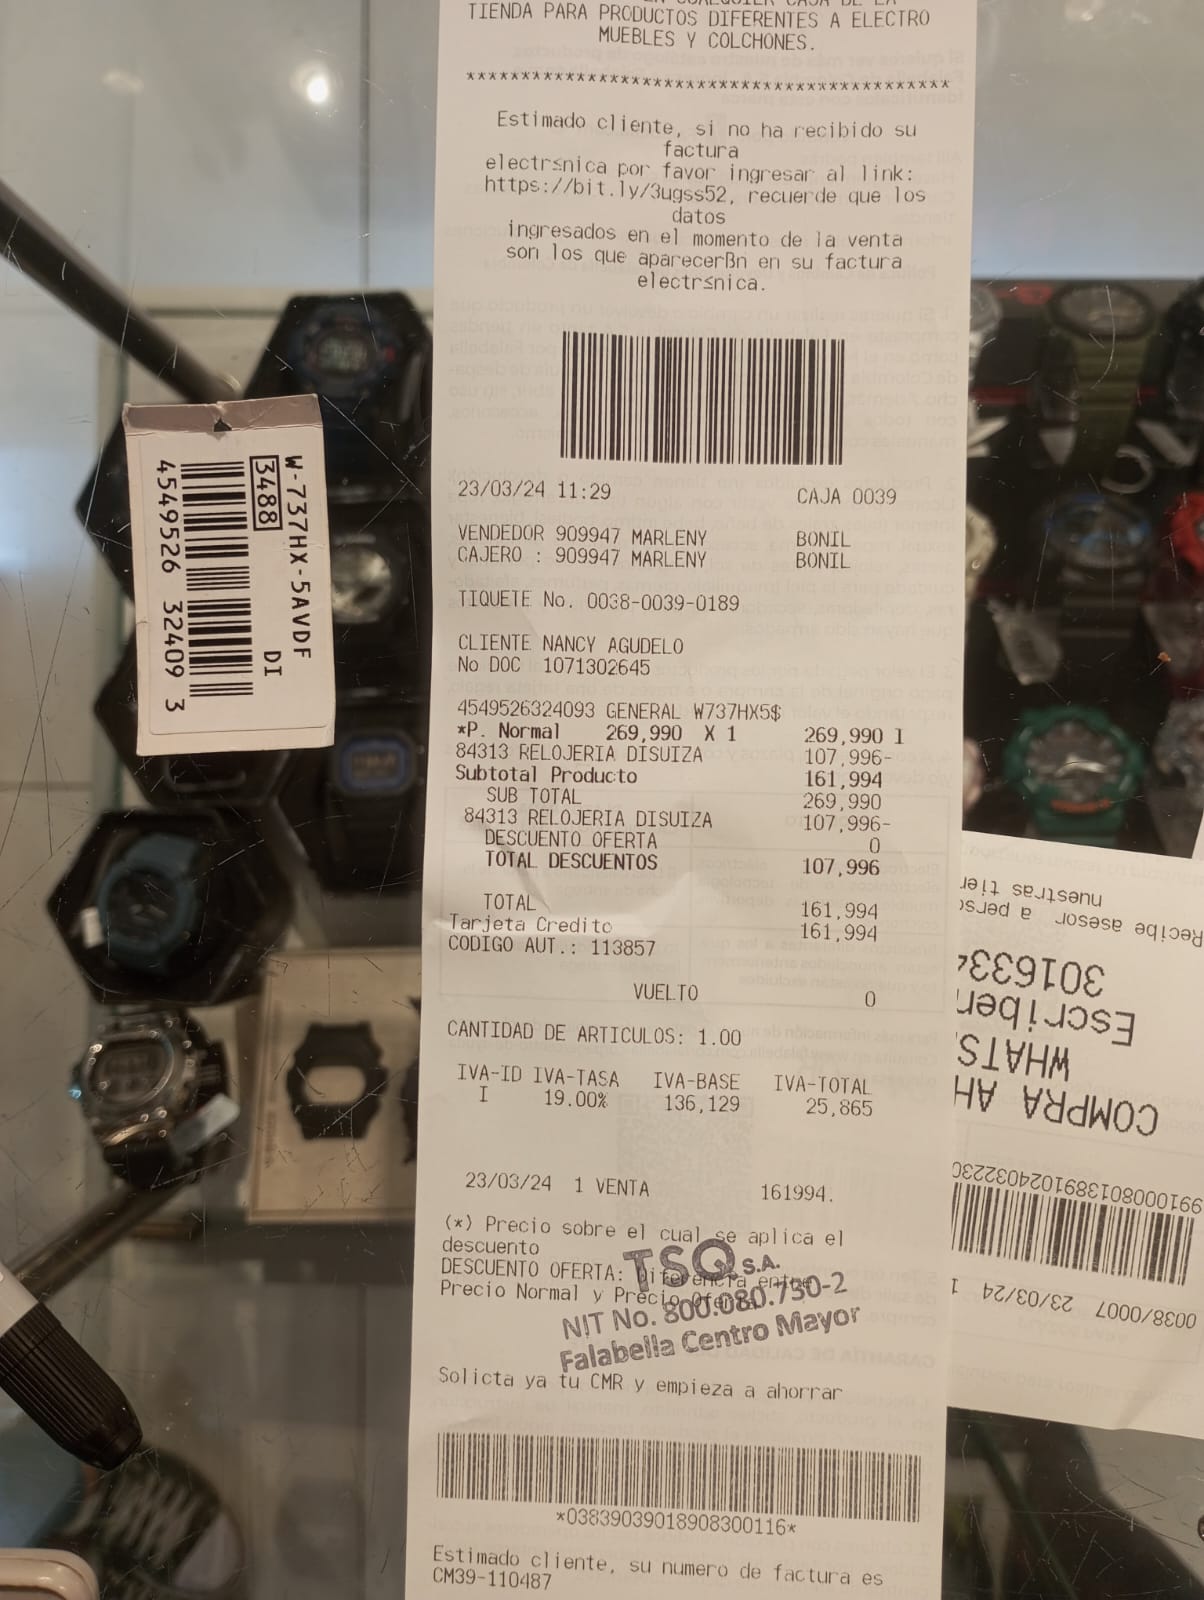 TIENDA PARA PRODUCTOS DIFERENTES A ELECTRO
MUEBLES Y COLCHONES.
********************************************
Estimado cliente, si no ha recibido su
factura
electr≤nica por favor ingresar al link:
https://bit.ly/3ugss52, recuerde que los
datos
ingresados en el momento de la venta
son los que aparecerßn en su factura
electr≤nica.
23/03/24 11:29 CAJA 0039
VENDEDOR 909947 MARLENY BONIL
CAJERO : 909947 MARLENY BONIL
TIQUETE No. 0038-0039-0189
CLIENTE NANCY AGUDELO
No DOC 1071302645
4549526324093 GENERAL W737HX5$
*P. Normal 269,990 X 1 269,990 I
84313 RELOJERIA DISUIZA 107,996-
Subtotal Producto 161,994
SUB TOTAL 269,990
84313 RELOJERIA DISUIZA 107,996-
DESCUENTO OFERTA 0
TOTAL DESCUENTOS 107,996
TOTAL 161,994
Tarjeta Credito 161,994
CODIGO AUT.: 113857
VUELTO 0
CANTIDAD DE ARTICULOS: 1.00
IVA-ID IVA-TASA IVA-BASE IVA-TOTAL
I 19.00% 136,129 25,865
23/03/24 1 VENTA 161994.
(*) Precio sobre el cual se aplica el
descuento
DESCUENTO OFERTA: Diferencia entre
Precio Normal y Precio Oferta
TSQ S.A.
NIT No. 800.080.730-2
Falabella Centro Mayor
Solicta ya tu CMR y empieza a ahorrar
*03839039018908300116*
Estimado cliente, su numero de factura es
CM39-110487
W-737HX-5AVDF
3488 DI
4549526 32409 3
0038/0007 23/03/24 1
COMPRA
WHATS
Escriben
Recibe asesor a perso
nuestras tier